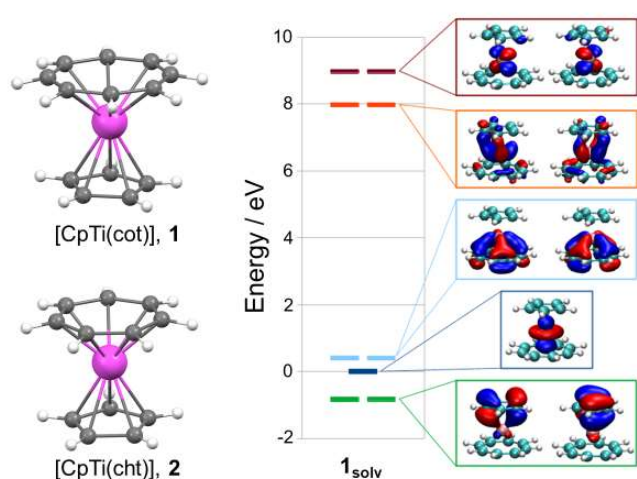 [CpTi(cot)], 1
[CpTi(cht)], 2
Energy / eV
10
8
6
4
2
0
-2
1solv